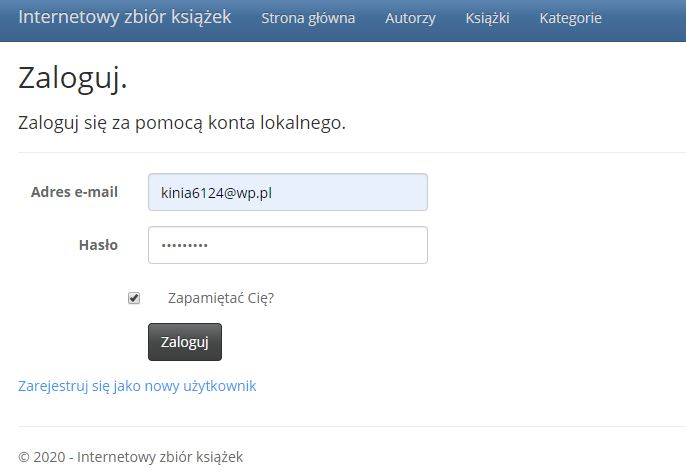 Internetowy zbiór książek Strona główna Autorzy Książki Kategorie
Zaloguj.
Zaloguj się za pomocą konta lokalnego.
Adres e-mail kinia6124@wp.pl
Hasło •••••••••
Zapamiętać Cię?
Zaloguj
Zarejestruj się jako nowy użytkownik
© 2020 - Internetowy zbiór książek